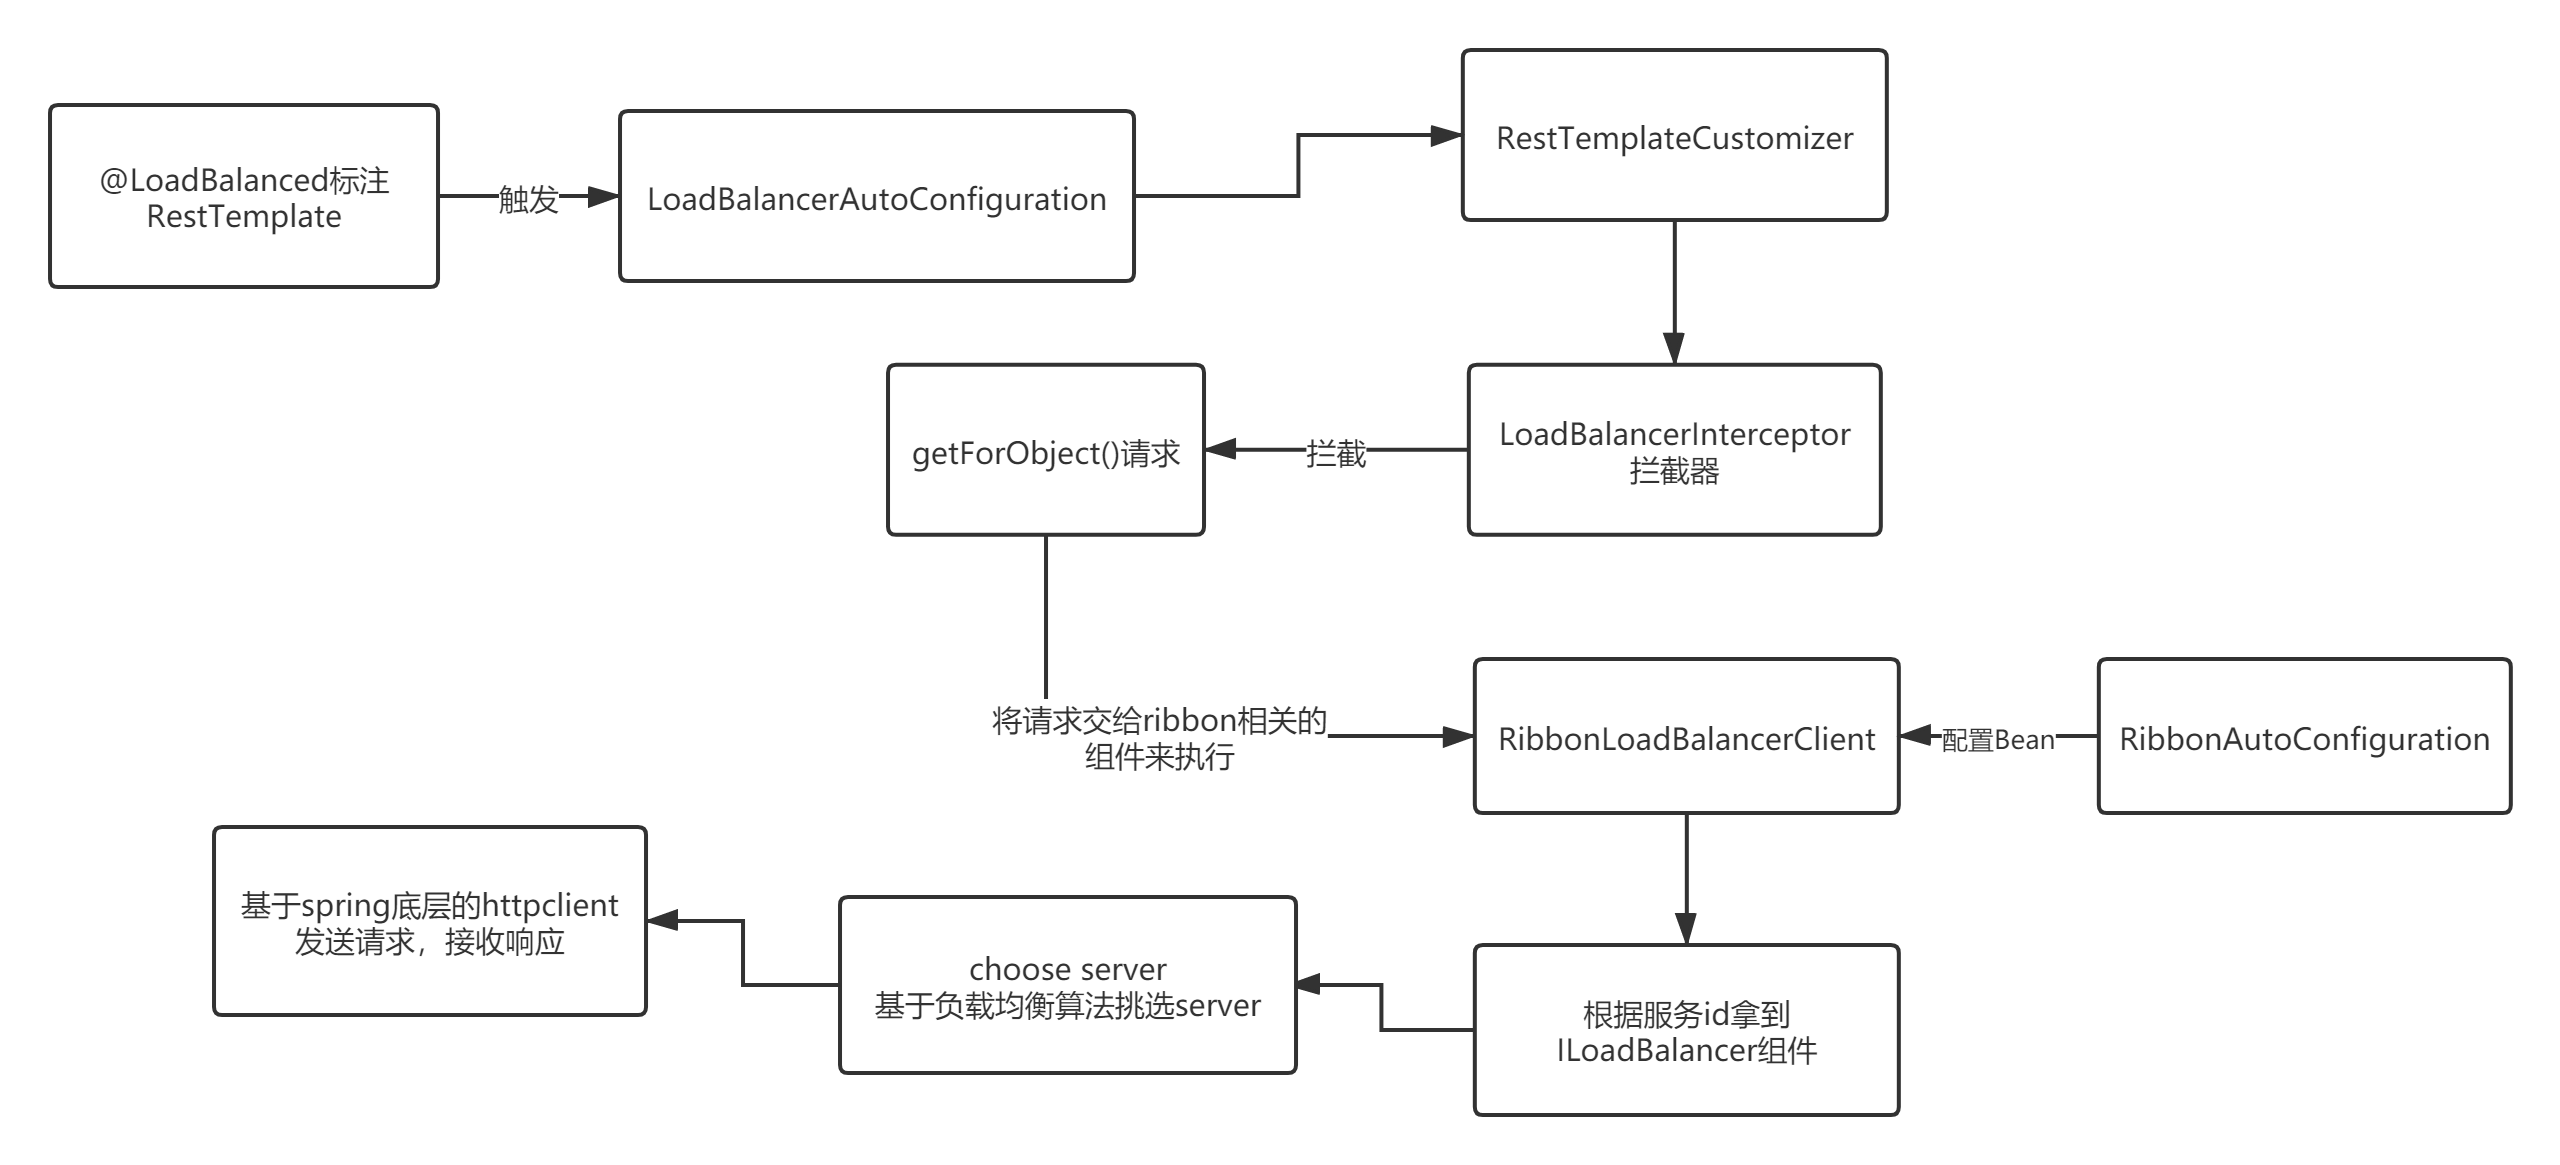 @LoadBalanced标注
RestTemplate
触发
LoadBalancerAutoConfiguration
RestTemplateCustomizer
getForObject()请求
拦截
LoadBalancerInterceptor
拦截器
将请求交给ribbon相关的
组件来执行
RibbonLoadBalancerClient
配置Bean
RibbonAutoConfiguration
基于spring底层的httpclient
发送请求，接收响应
choose server
基于负载均衡算法挑选server
根据服务id拿到
ILoadBalancer组件